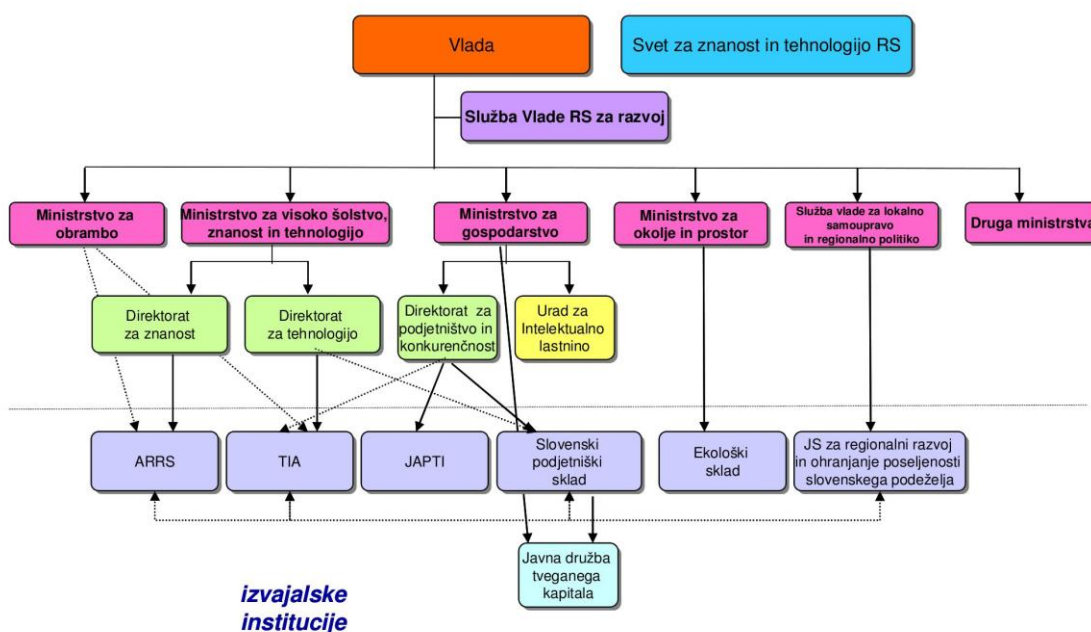 Vlada
Svet za znanost in tehnologijo RS
Služba Vlade RS za razvoj
Ministrstvo za
obrambo
Ministrstvo za visoko šolstvo,
znanost in tehnologijo
Ministrstvo za
gospodarstvo
Ministrstvo za
okolje in prostor
Služba vlade za lokalno
samoupravo
in regionalno politiko
Druga ministrstva
Direktorat
za znanost
Direktorat
za tehnologijo
Direktorat za
podjetništvo in
konkurenčnost
Urad za
Intelektualno
lastnino
ARRS
TIA
JAPTI
Slovenski
podjetniški
sklad
Ekološki
sklad
JS za regionalni razvoj
in ohranjanje poseljenosti
slovenskega podeželja
Javna družba
tveganega
kapitala
izvajalske
institucije